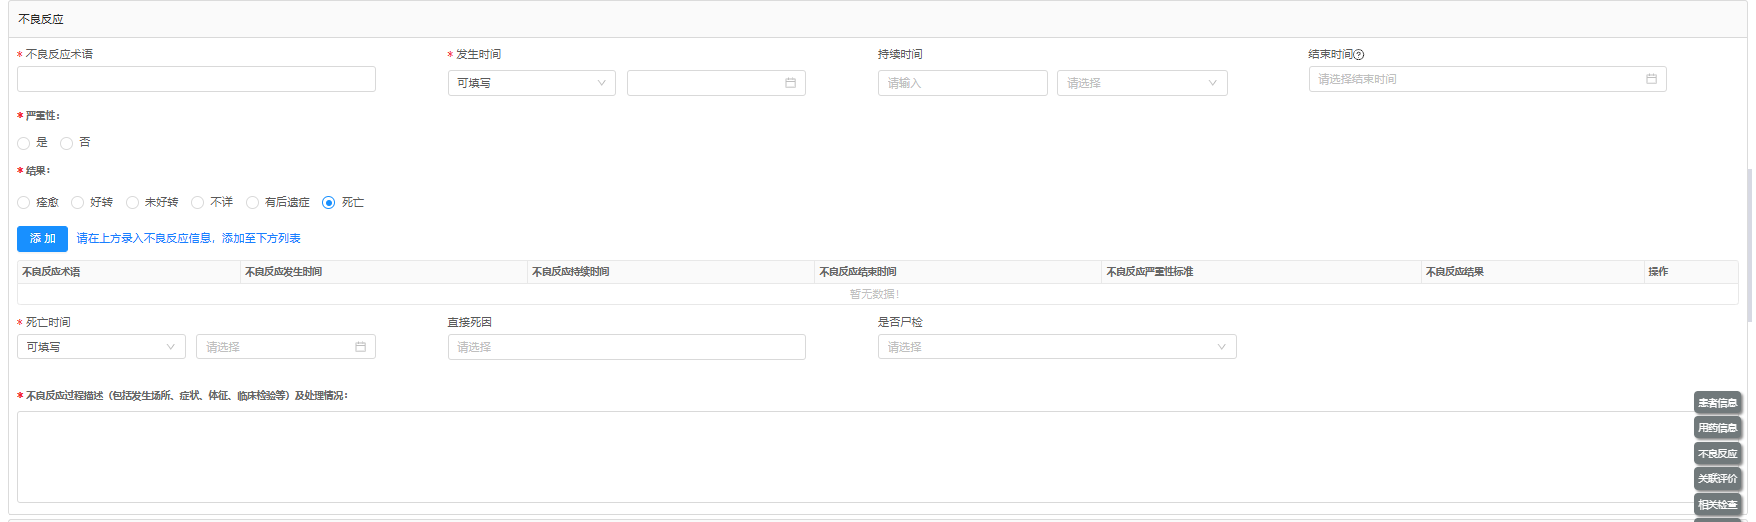 不良反应
* 不良反应术语 * 发生时间 持续时间 结束时间
可填写 请输入 请选择 请选择结束时间
* 严重性：
是 否
* 结果：
痊愈 好转 未好转 不详 有后遗症 死亡
添 加 请在上方录入不良反应信息，添加至下方列表
不良反应术语 不良反应发生时间 不良反应持续时间 不良反应结束时间 不良反应严重性标准 不良反应结果 操作
暂无数据！
* 死亡时间 直接死因 是否尸检
可填写 请选择 请选择 请选择
* 不良反应过程描述（包括发生场所、症状、体征、临床检验等）及处理情况：
患者信息
用药信息
不良反应
关联评价
相关检查